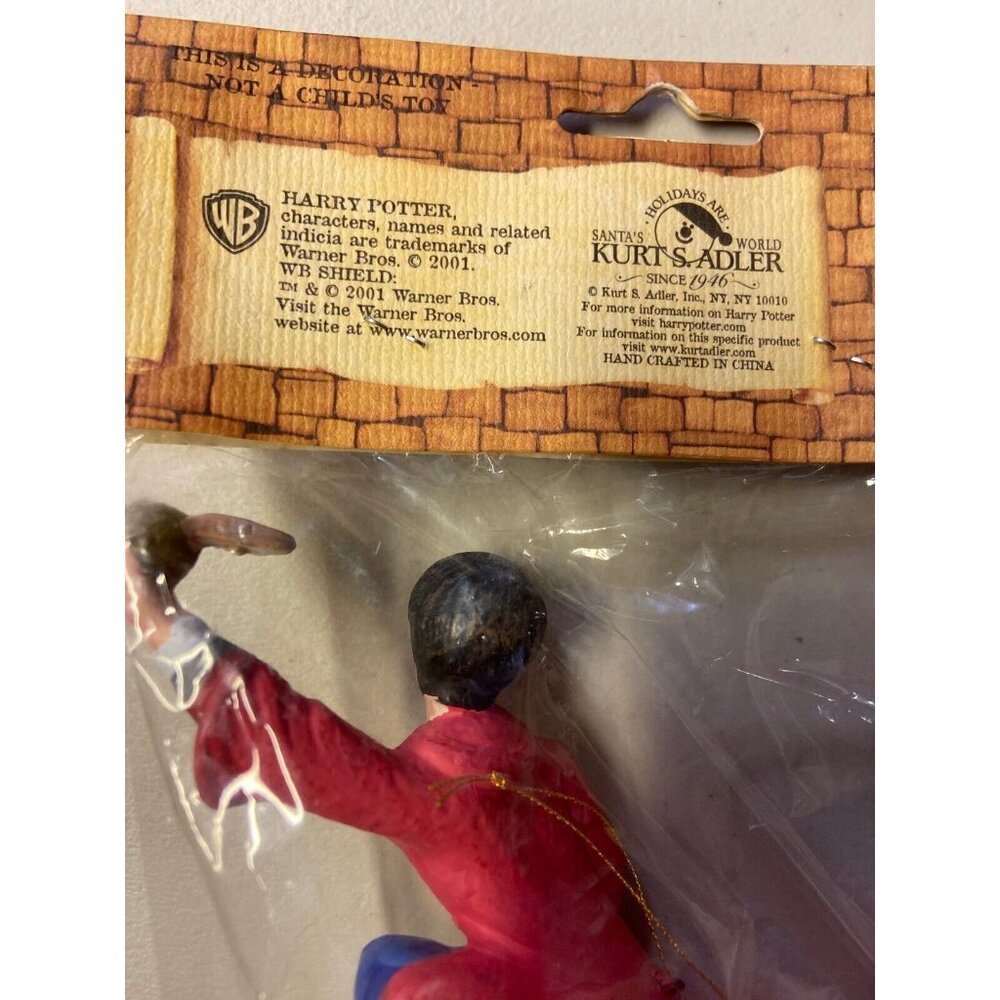 THIS IS A DECORATION -
NOT A CHILD'S TOY
WB
HARRY POTTER,
characters, names and related
indicia are trademarks of
Warner Bros. © 2001.
WB SHIELD:
TM & © 2001 Warner Bros.
Visit the Warner Bros.
website at www.warnerbros.com
· HOLIDAYS ARE ·
SANTA'S WORLD
KURT S. ADLER
SINCE 1946
© Kurt S. Adler, Inc., NY, NY 10010
For more information on Harry Potter
visit harrypotter.com
For information on this specific product
visit www.kurtadler.com
HAND CRAFTED IN CHINA